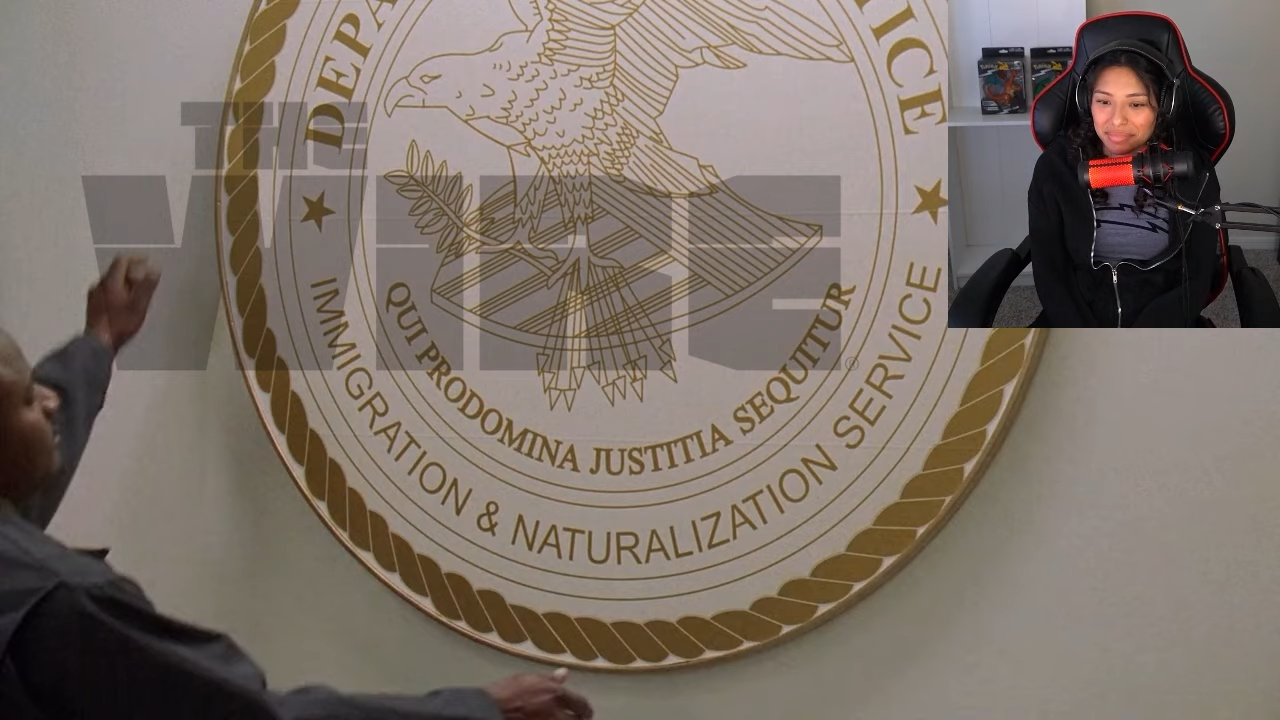 DEPA
ICE
THE
WIRE
®
QUI PRODOMINA JUSTITIA SEQUITUR
IMMIGRATION & NATURALIZATION SERVICE